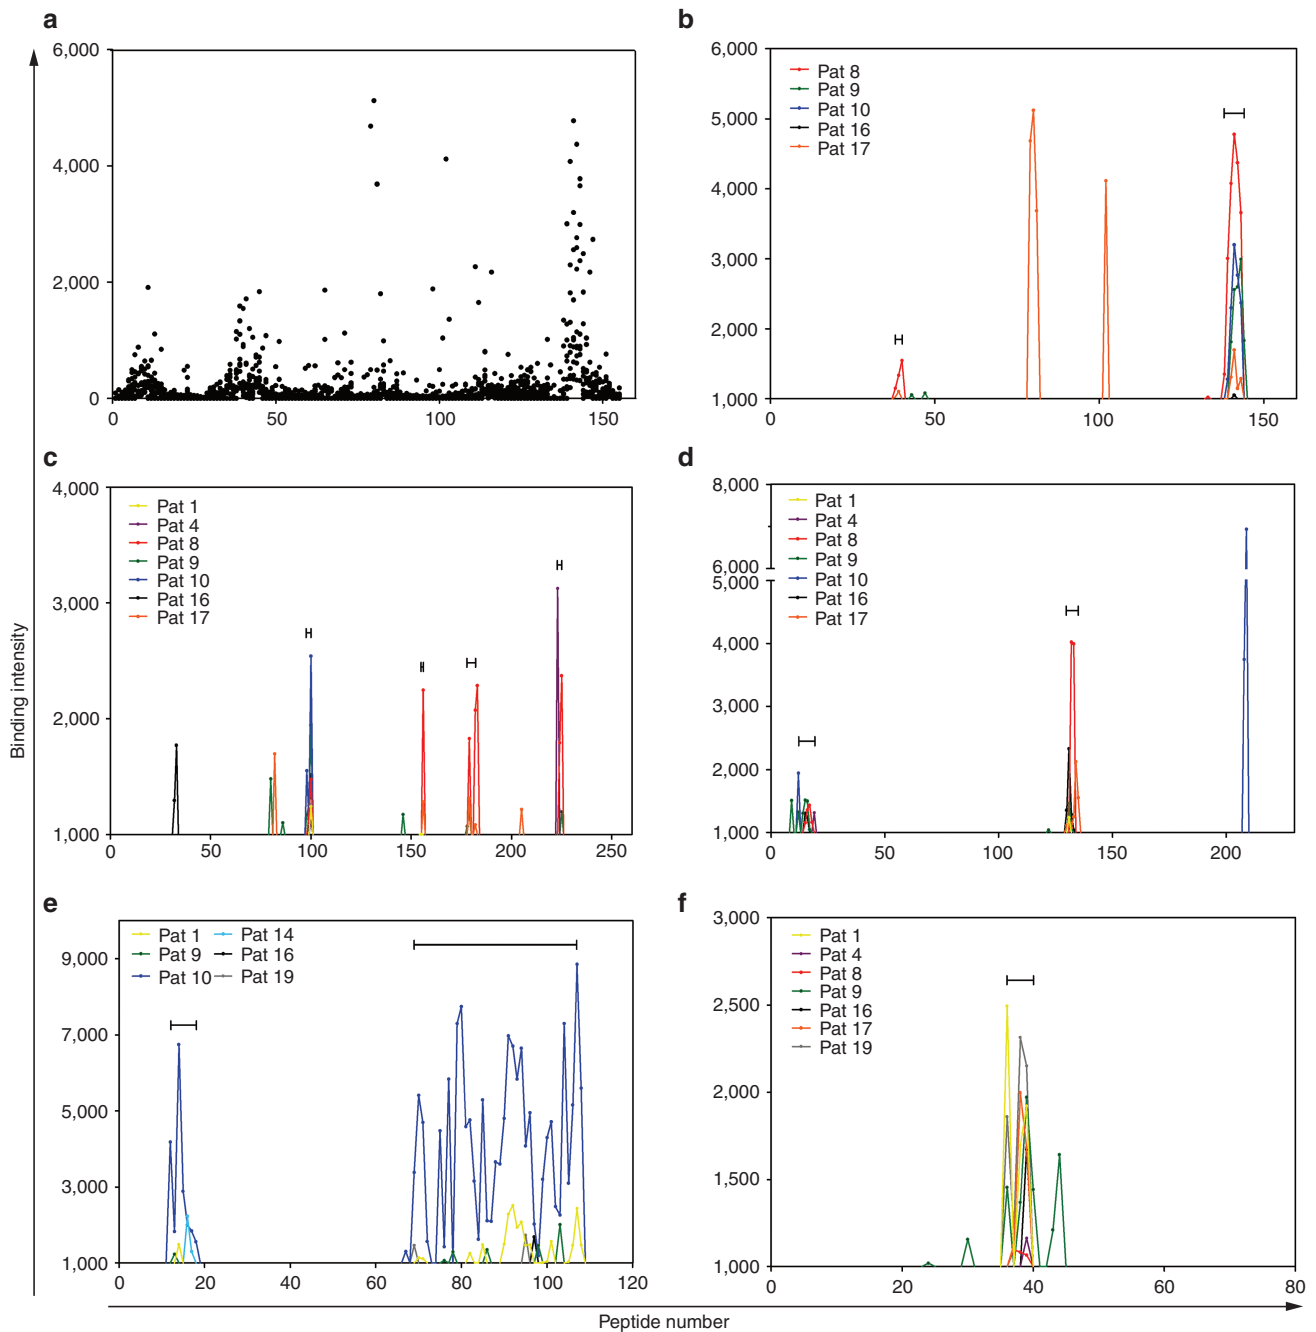 a
6,000
4,000
2,000
0
0 50 100 150
b
6,000
5,000
4,000
3,000
2,000
1,000
0 50 100 150
Pat 8
Pat 9
Pat 10
Pat 16
Pat 17
c
4,000
3,000
2,000
1,000
0 50 100 150 200 250
Pat 1
Pat 4
Pat 8
Pat 9
Pat 10
Pat 16
Pat 17
d
8,000
6,000
5,000
4,000
3,000
2,000
1,000
0 50 100 150 200
Pat 1
Pat 4
Pat 8
Pat 9
Pat 10
Pat 16
Pat 17
e
9,000
7,000
5,000
3,000
1,000
0 20 40 60 80 100 120
Pat 1 Pat 14
Pat 9 Pat 16
Pat 10 Pat 19
f
3,000
2,500
2,000
1,500
1,000
0 20 40 60 80
Pat 1
Pat 4
Pat 8
Pat 9
Pat 16
Pat 17
Pat 19
Binding intensity
Peptide number